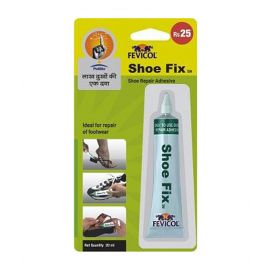 Rs 25
FEVICOL
Shoe Fix
Shoe Repair Adhesive
Pidilite
लाख दुखों की
एक दवा
Ideal for repair
of footwear
Shoe Fix
FEVICOL
Net Quantity 20 ml